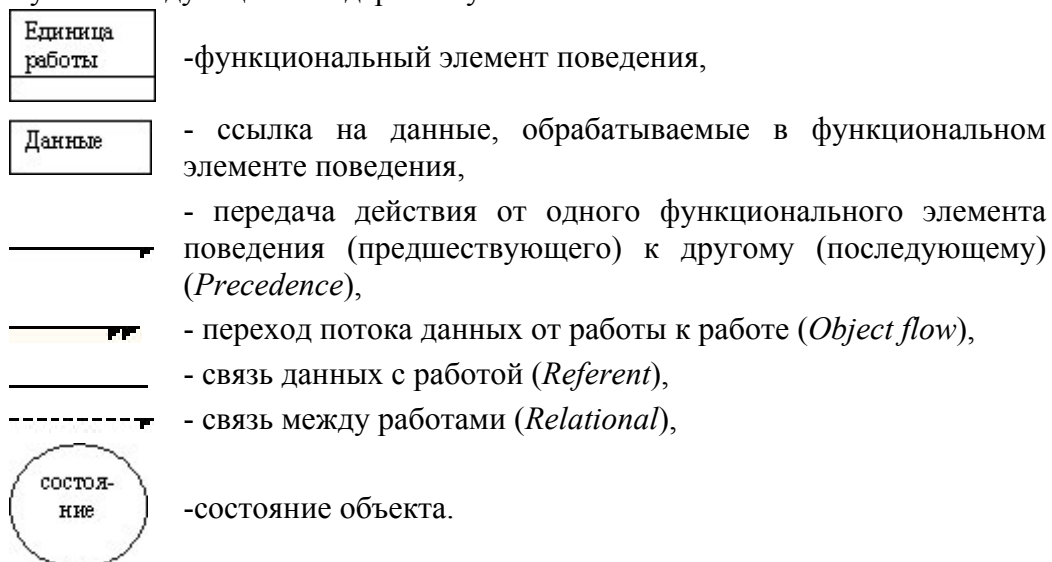 Единица
работы
-функциональный элемент поведения,
Данные
- ссылка на данные, обрабатываемые в функциональном
элементе поведения,
- передача действия от одного функционального элемента
поведения (предшествующего) к другому (последующему)
(Precedence),
- переход потока данных от работы к работе (Object flow),
- связь данных с работой (Referent),
- связь между работами (Relational),
состоя-
ние
-состояние объекта.